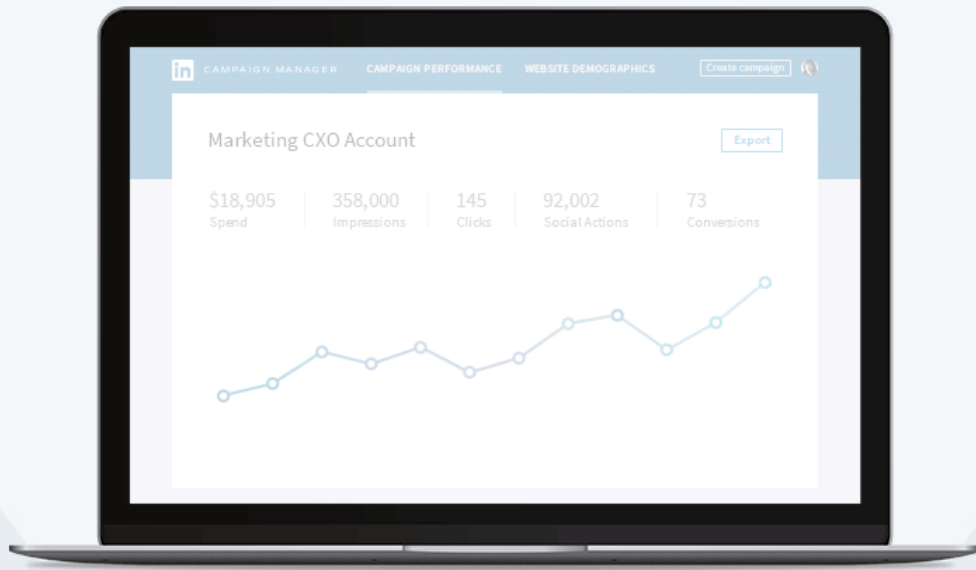 in CAMPAIGN MANAGER CAMPAIGN PERFORMANCE WEBSITE DEMOGRAPHICS Create campaign
Marketing CXO Account Export
$18,905 358,000 145 92,002 73
Spend Impressions Clicks Social Actions Conversions